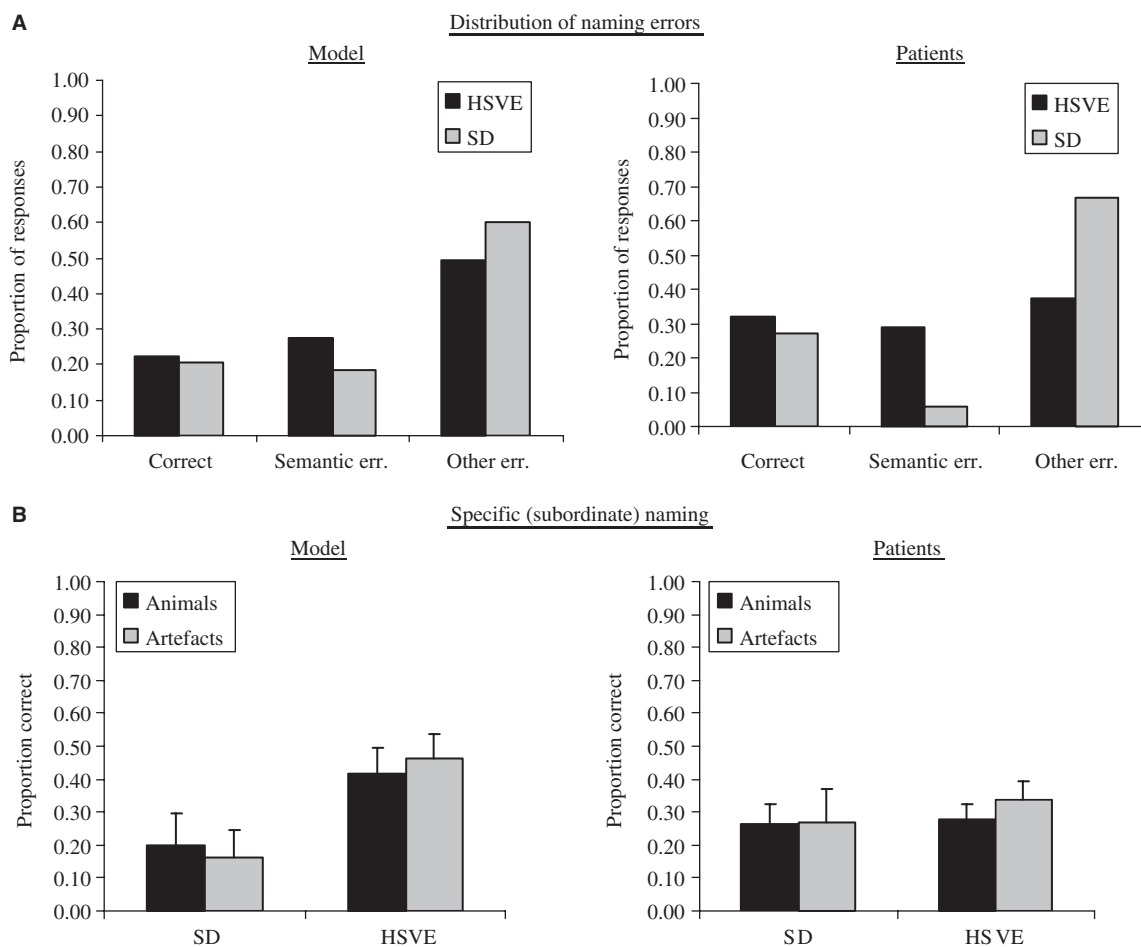 A
Distribution of naming errors
Model
Patients
1.00
0.90
0.80
0.70
0.60
0.50
0.40
0.30
0.20
0.10
0.00
Proportion of responses
HSVE
SD
Correct Semantic err. Other err.
1.00
0.90
0.80
0.70
0.60
0.50
0.40
0.30
0.20
0.10
0.00
Proportion of responses
HSVE
SD
Correct Semantic err. Other err.
B
Specific (subordinate) naming
Model
Patients
1.00
0.90
0.80
0.70
0.60
0.50
0.40
0.30
0.20
0.10
0.00
Proportion correct
Animals
Artefacts
SD HSVE
1.00
0.90
0.80
0.70
0.60
0.50
0.40
0.30
0.20
0.10
0.00
Proportion correct
Animals
Artefacts
SD HSVE